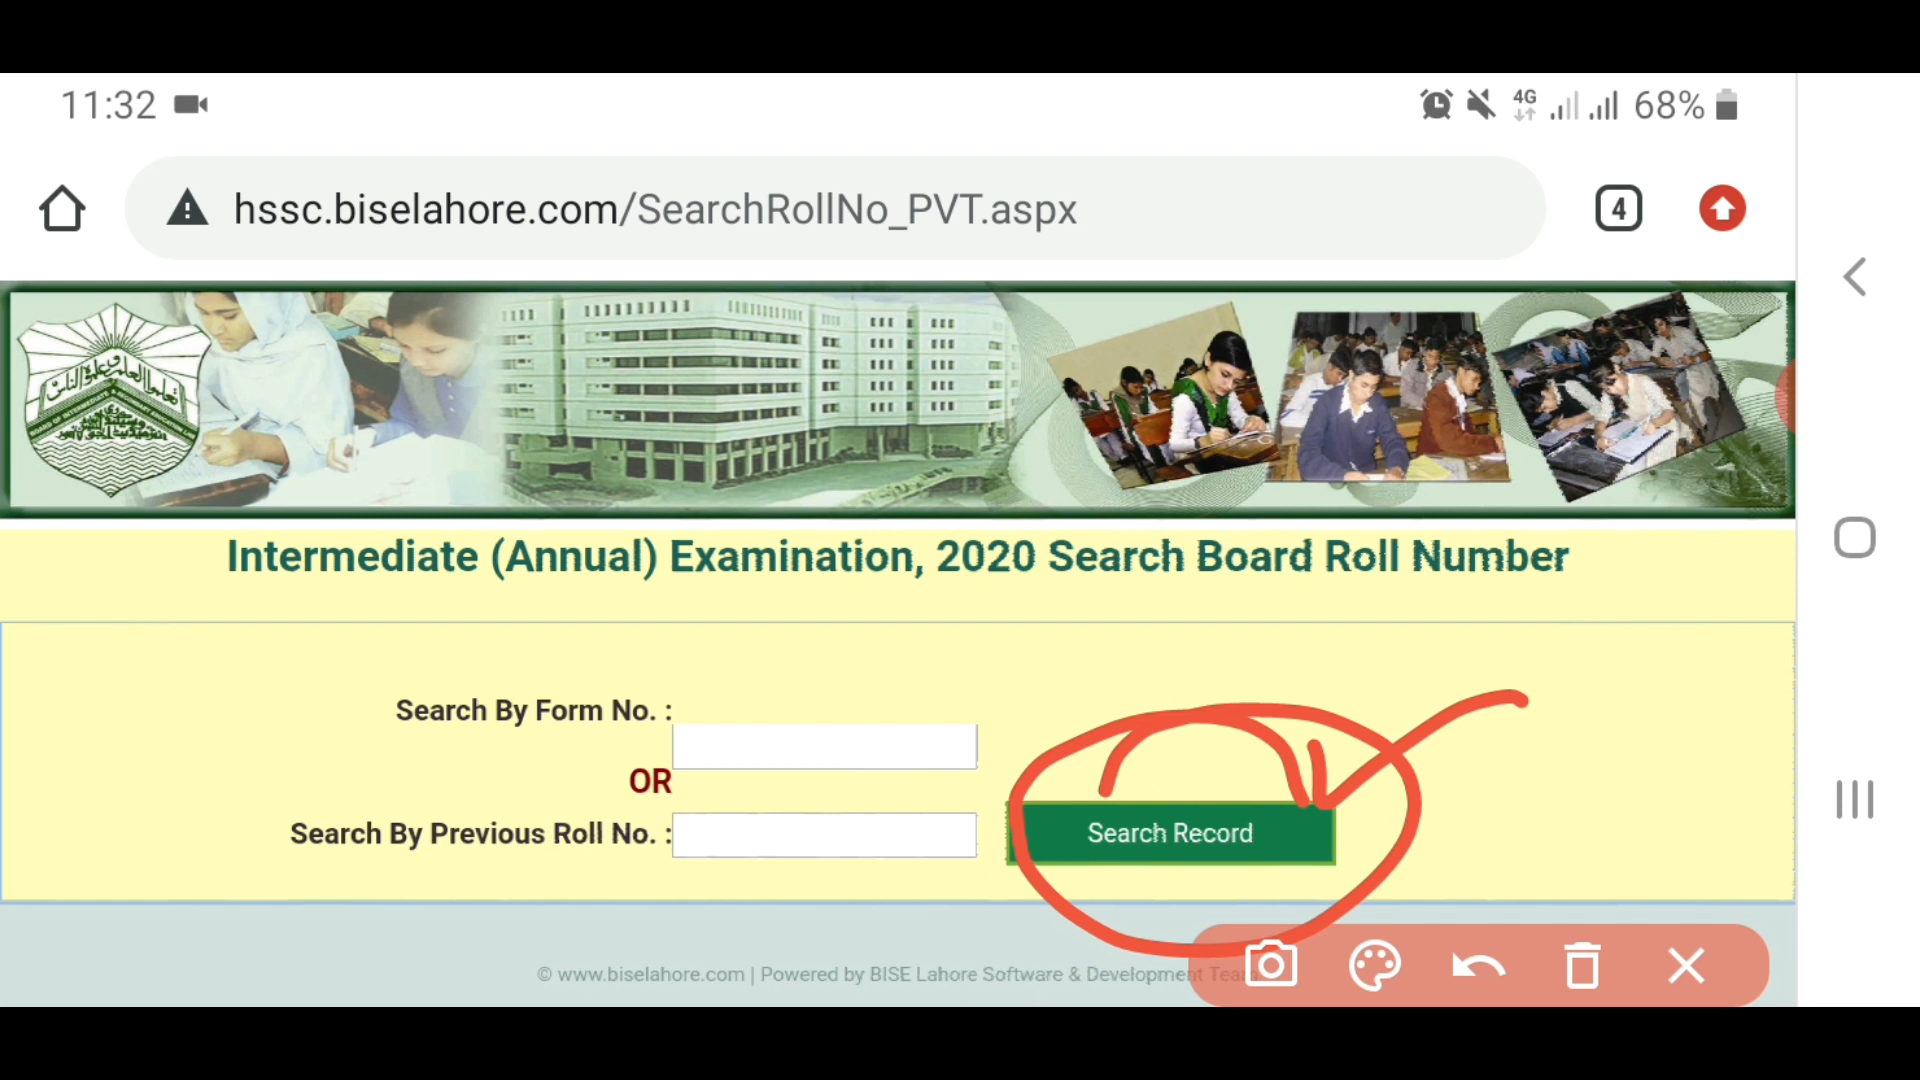 11:32
4G
68%
hssc.biselahore.com/SearchRollNo_PVT.aspx
4
Intermediate (Annual) Examination, 2020 Search Board Roll Number
Search By Form No. :
OR
Search By Previous Roll No. :
Search Record
© www.biselahore.com | Powered by BISE Lahore Software & Development Team